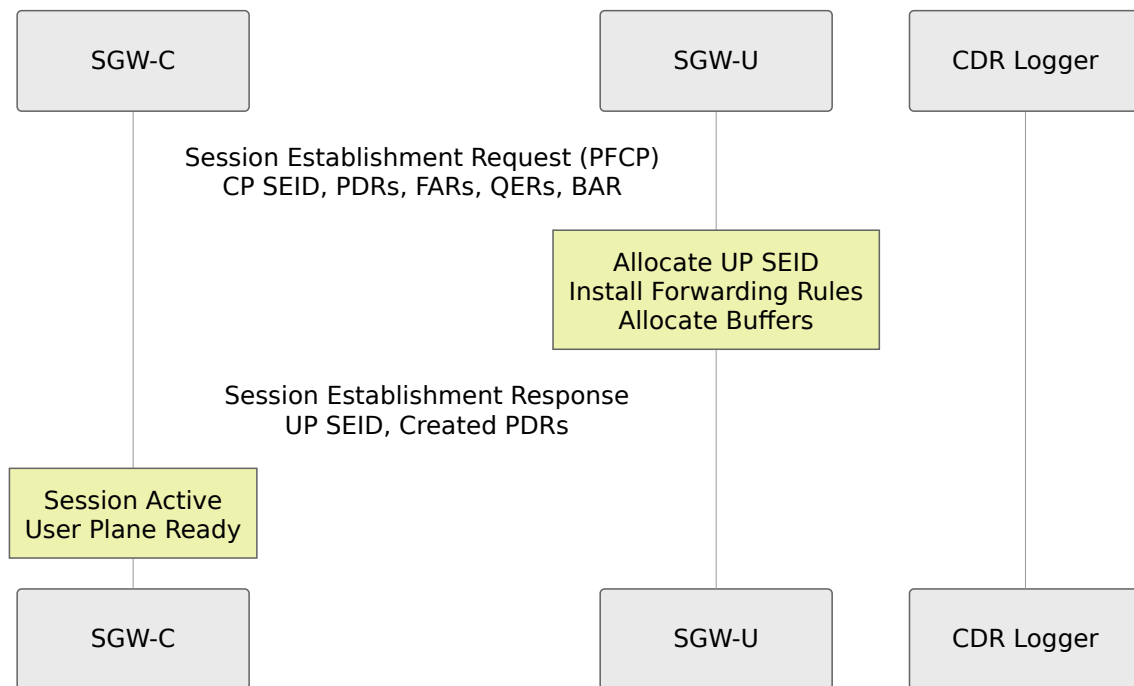 SGW-C
SGW-U
CDR Logger
Session Establishment Request (PFCP)
CP SEID, PDRs, FARs, QERs, BAR
Allocate UP SEID
Install Forwarding Rules
Allocate Buffers
Session Establishment Response
UP SEID, Created PDRs
Session Active
User Plane Ready
SGW-C
SGW-U
CDR Logger